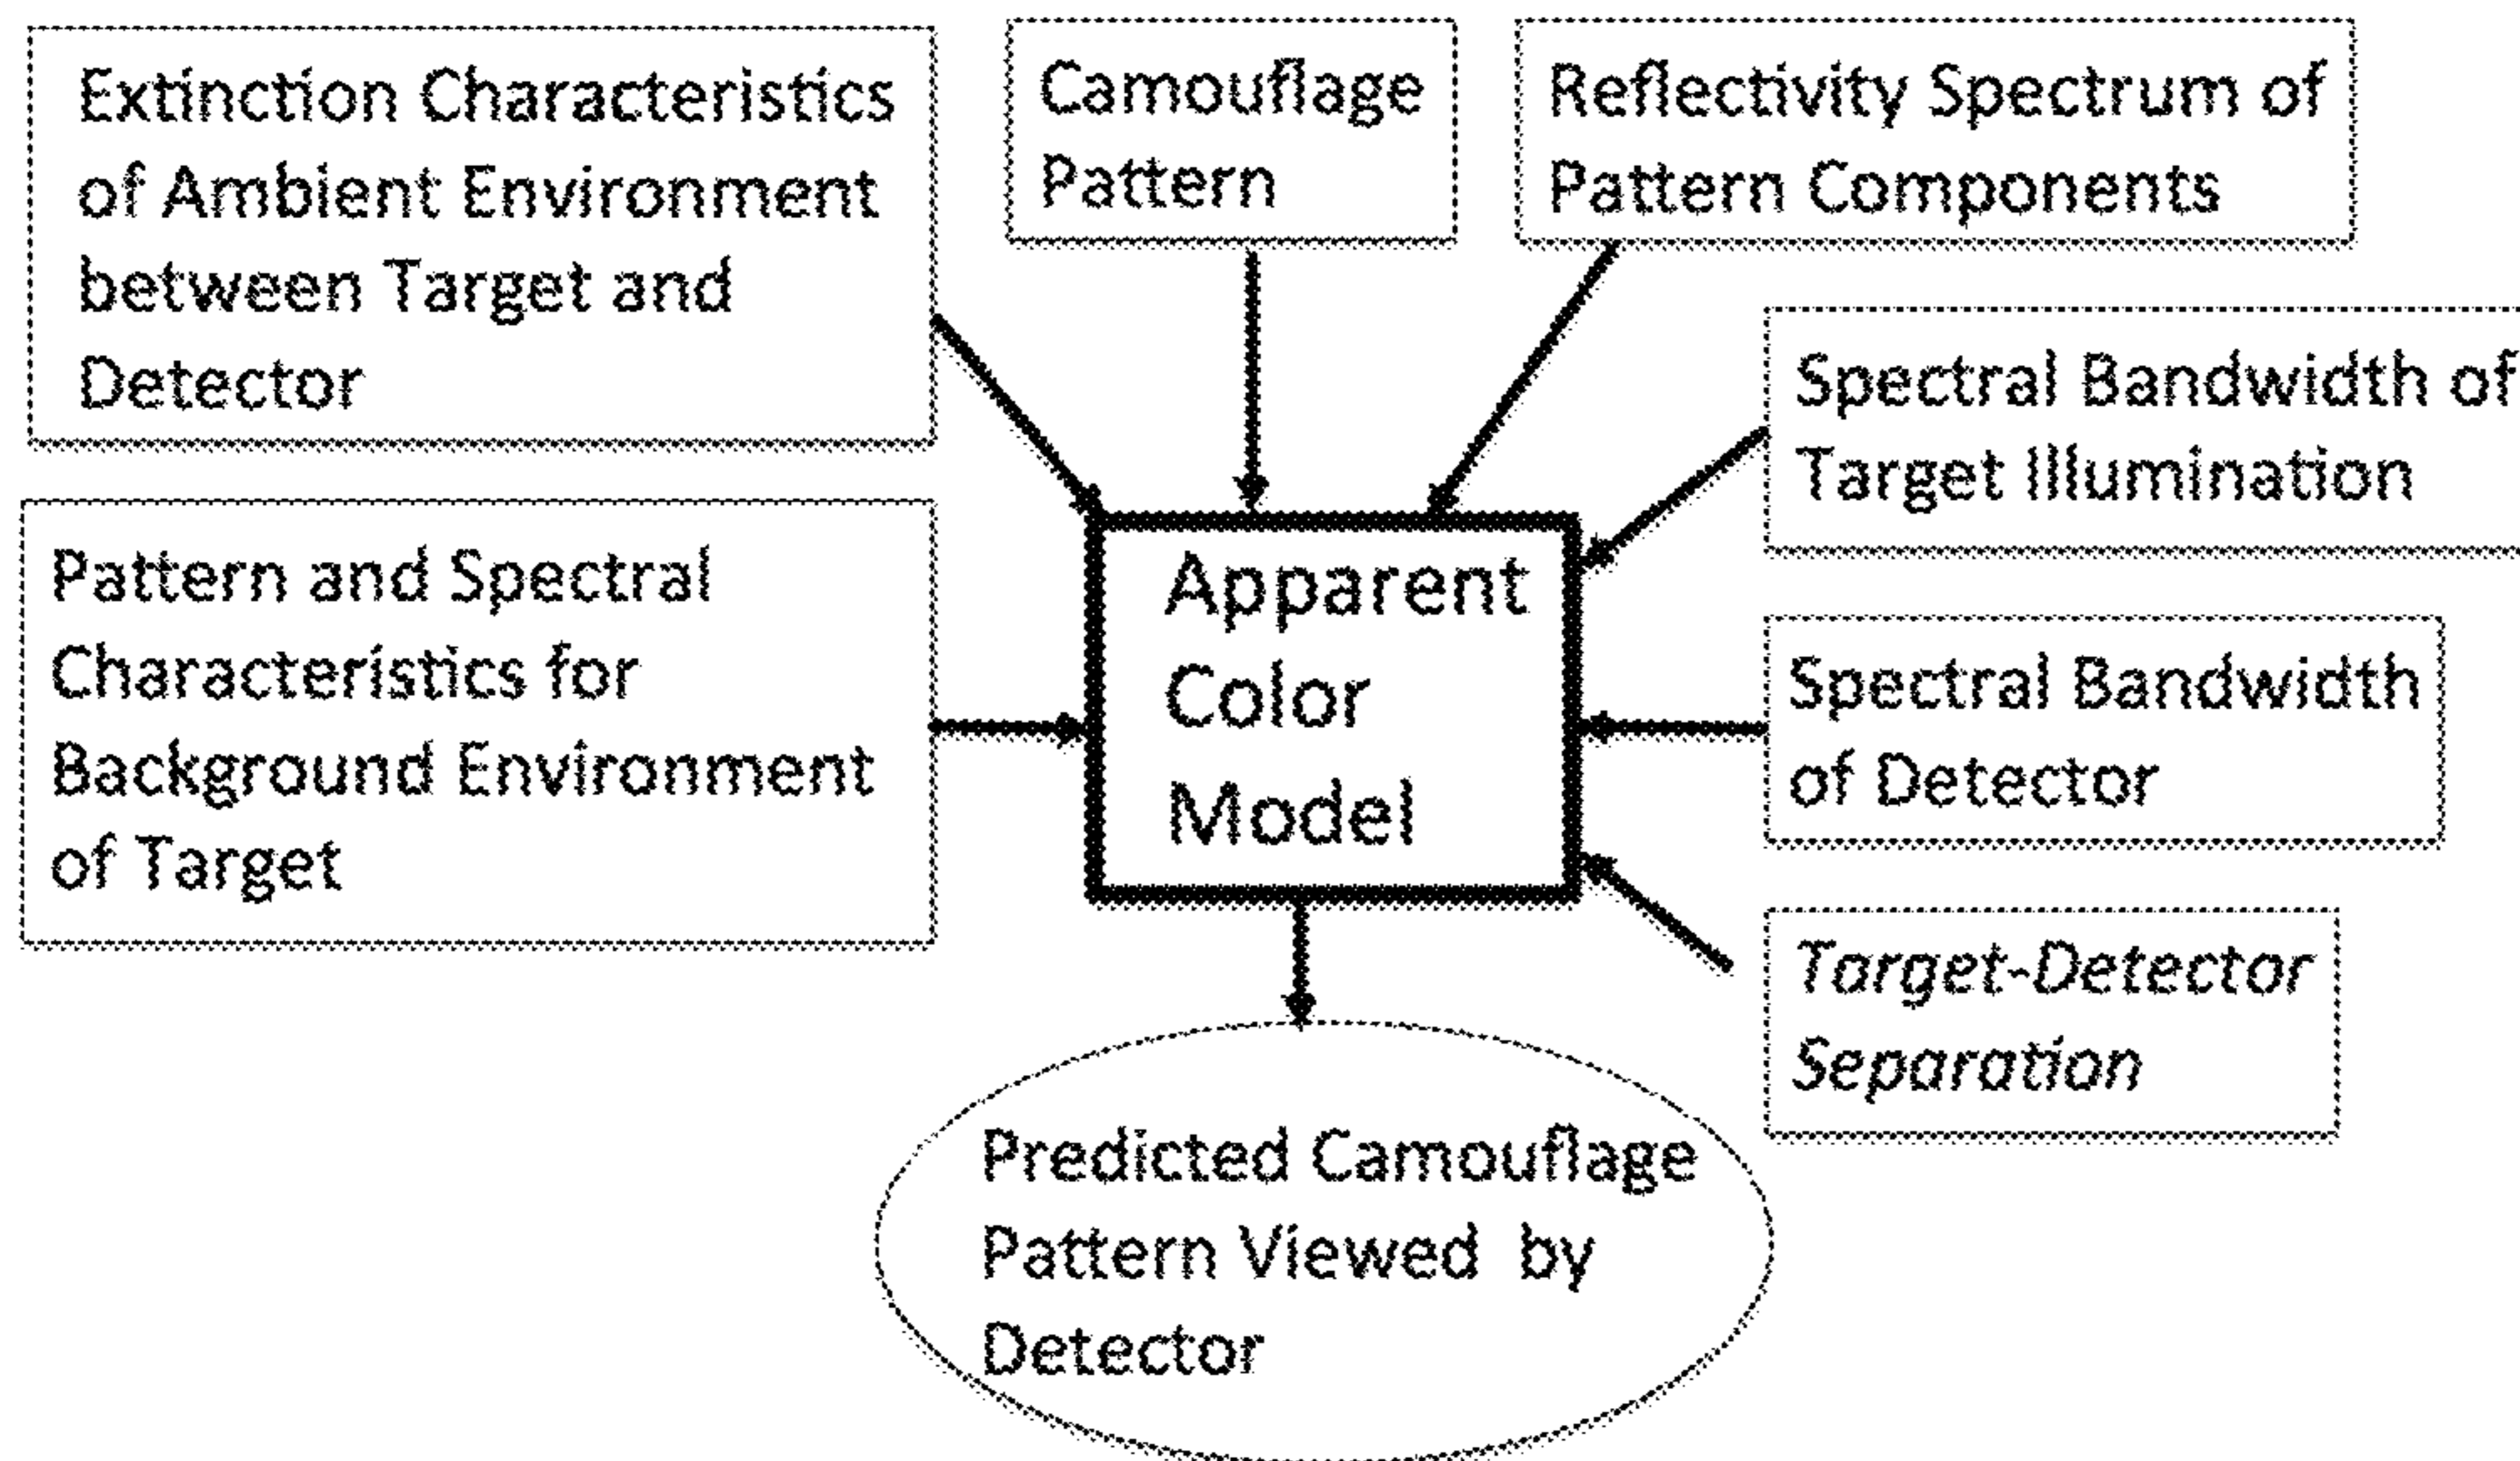 Extinction Characteristics
of Ambient Environment
between Target and
Detector
Camouflage
Pattern
Reflectivity Spectrum of
Pattern Components
Spectral Bandwidth of
Target Illumination
Pattern and Spectral
Characteristics for
Background Environment
of Target
Apparent
Color
Model
Spectral Bandwidth
of Detector
Target-Detector
Separation
Predicted Camouflage
Pattern Viewed by
Detector